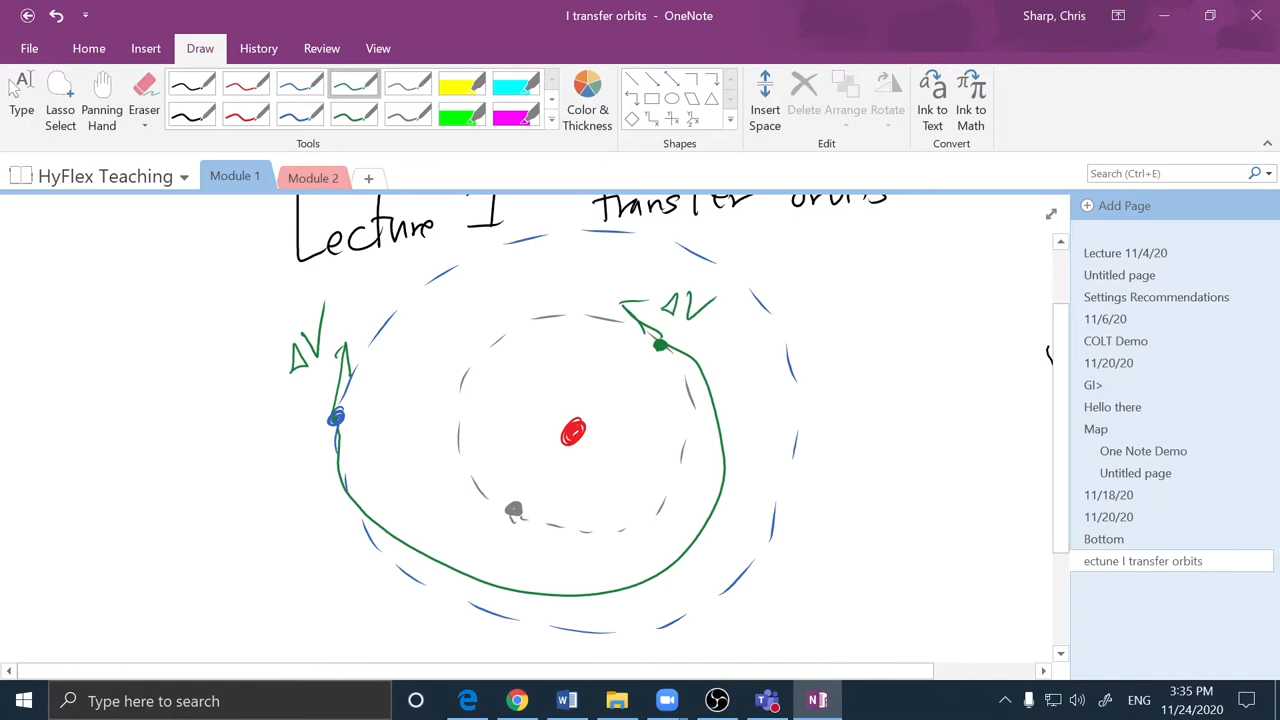 I transfer orbits - OneNote
Sharp, Chris
File Home Insert Draw History Review View
Type
Lasso Select
Panning Hand
Eraser
Color & Thickness
Insert Space
Delete Arrange Rotate
Ink to Text
Ink to Math
Tools Shapes Edit Convert
HyFlex Teaching
Module 1
Module 2
Search (Ctrl+E)
Add Page
Lecture I transfer orbits
ΔV
ΔV
Lecture 11/4/20
Untitled page
Settings Recommendations
11/6/20
COLT Demo
11/20/20
GI>
Hello there
Map
One Note Demo
Untitled page
11/18/20
11/20/20
Bottom
ectune I transfer orbits
Type here to search
ENG
3:35 PM
11/24/2020